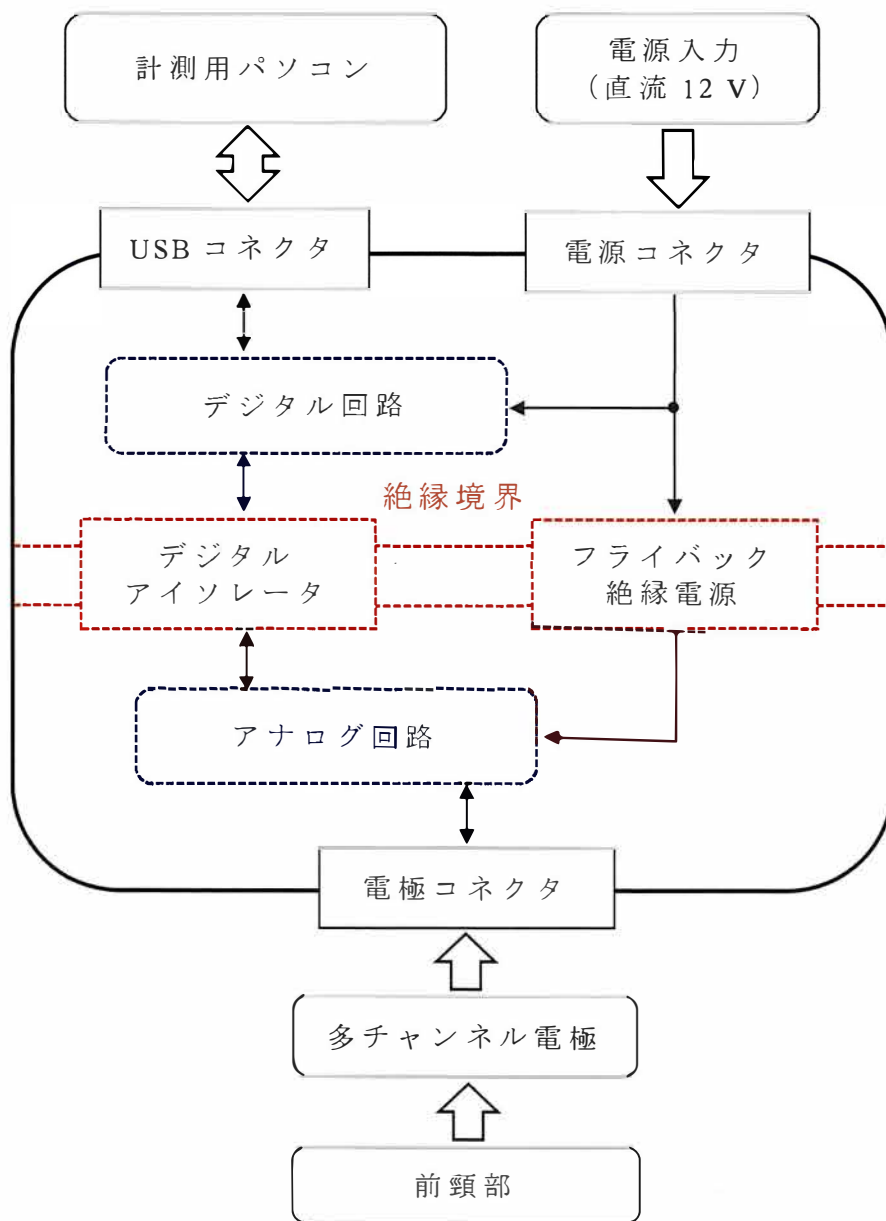 計測用パソコン
電源入力
(直流 12 V)
USB コネクタ
電源コネクタ
デジタル回路
絶縁境界
デジタル
アイソレータ
フライバック
絶縁電源
アナログ回路
電極コネクタ
多チャンネル電極
前頸部